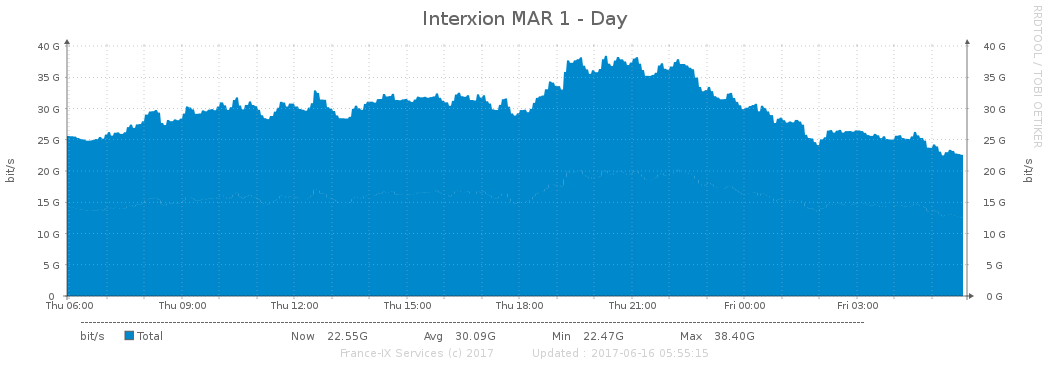 Interxion MAR 1 - Day
RRDTOOL / TOBI OETIKER
40 G 40 G
35 G 35 G
30 G 30 G
25 G 25 G
20 G 20 G
15 G 15 G
10 G 10 G
5 G 5 G
0 0 G
bit/s bit/s
Thu 06:00 Thu 09:00 Thu 12:00 Thu 15:00 Thu 18:00 Thu 21:00 Fri 00:00 Fri 03:00
bit/s Total Now 22.55G Avg 30.09G Min 22.47G Max 38.40G
France-IX Services (c) 2017 Updated : 2017-06-16 05:55:15